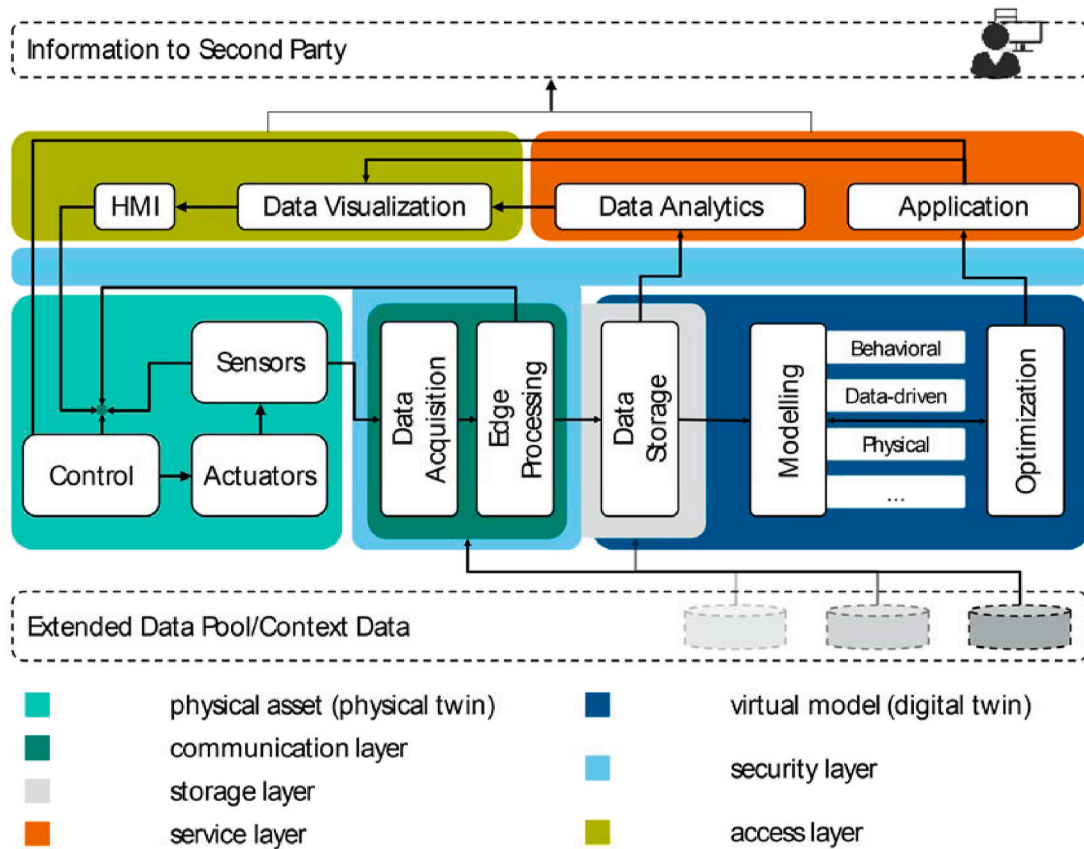 Information to Second Party
HMI
Data Visualization
Data Analytics
Application
Sensors
Control
Actuators
Data
Acquisition
Edge
Processing
Data
Storage
Modelling
Behavioral
Data-driven
Physical
...
Optimization
Extended Data Pool/Context Data
physical asset (physical twin)
communication layer
storage layer
service layer
virtual model (digital twin)
security layer
access layer